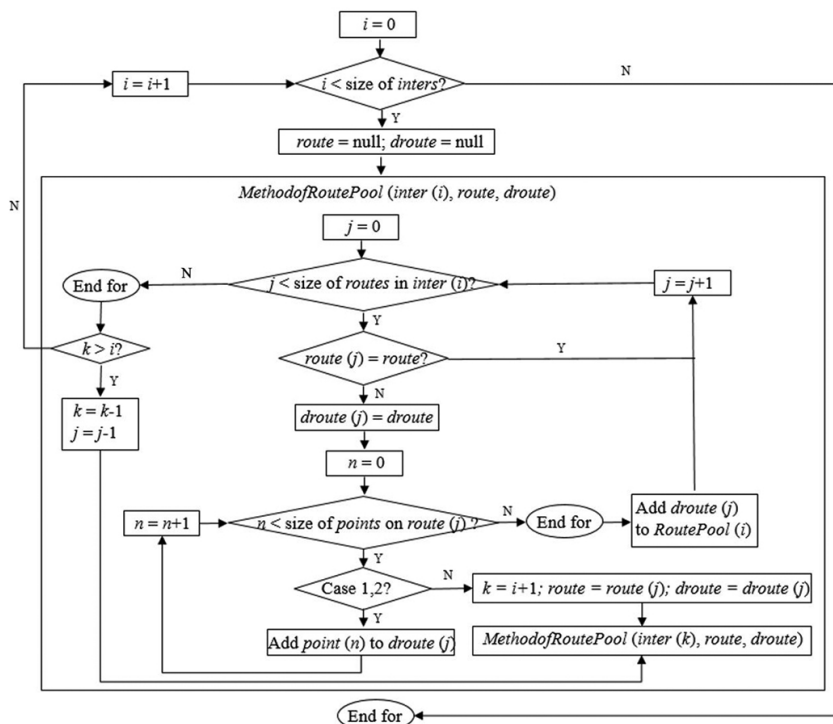 i = 0
i = i+1
i < size of inters?
N
Y
route = null; droute = null
N
MethodofRoutePool (inter (i), route, droute)
j = 0
N
End for
j < size of routes in inter (i)?
j = j+1
Y
k > i?
route (j) = route?
Y
Y
N
k = k-1
j = j-1
droute (j) = droute
n = 0
n = n+1
n < size of points on route (j) ?
N
End for
Add droute (j)
to RoutePool (i)
Y
Case 1,2?
N
k = i+1; route = route (j); droute = droute (j)
Y
Add point (n) to droute (j)
MethodofRoutePool (inter (k), route, droute)
End for